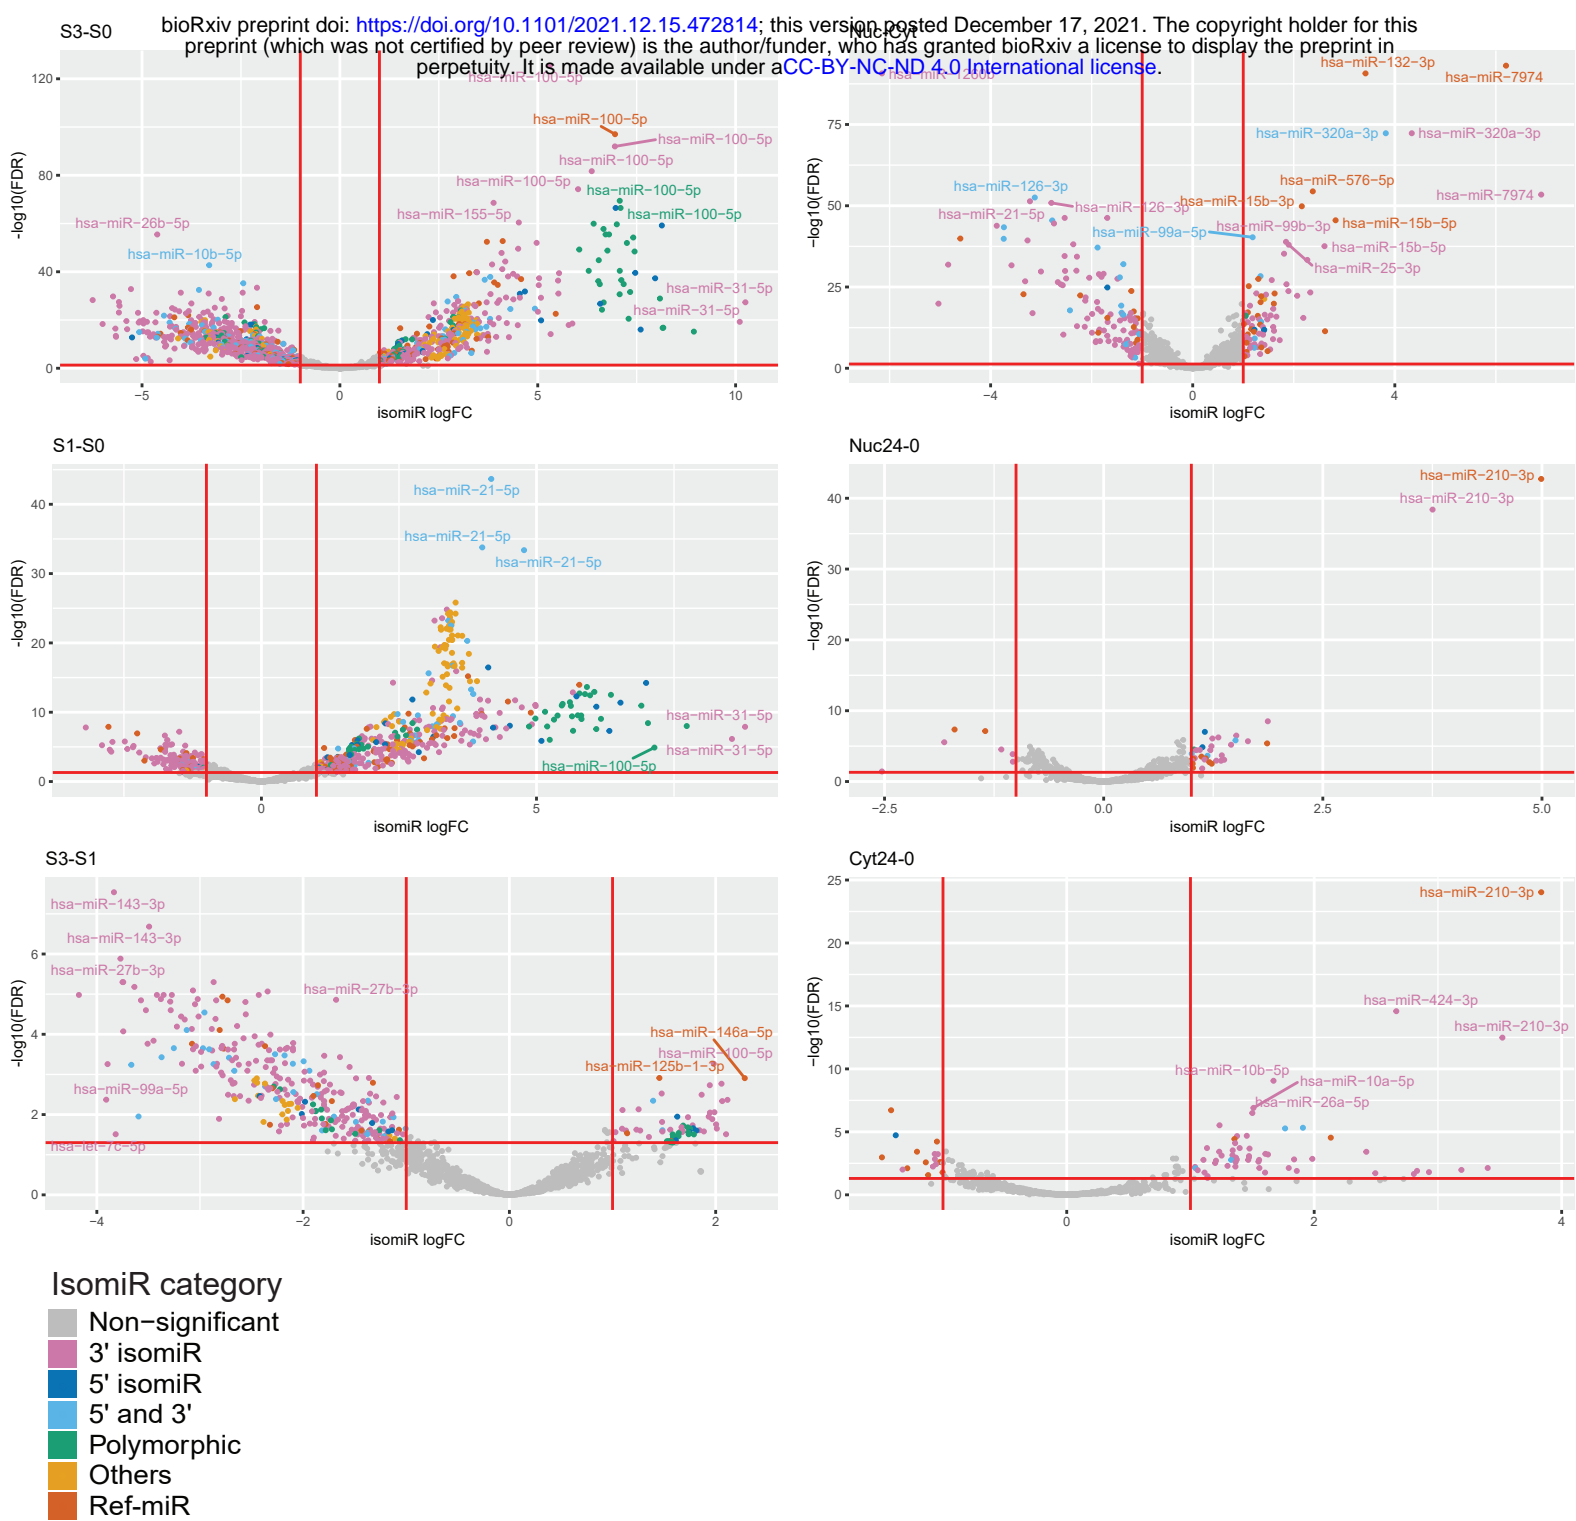 bioRxiv preprint doi: https://doi.org/10.1101/2021.12.15.472814; this version posted December 17, 2021. The copyright holder for this
preprint (which was not certified by peer review) is the author/funder, who has granted bioRxiv a license to display the preprint in
perpetuity. It is made available under aCC-BY-NC-ND 4.0 International license.
S3-S0
hsa−miR−100−5p
hsa−miR−100−5p
hsa−miR−100−5p
hsa−miR−100−5p
hsa−miR−100−5p
hsa−miR−100−5p
hsa−miR−155−5p
hsa−miR−100−5p
hsa−miR−26b−5p
hsa−miR−10b−5p
hsa−miR−31−5p
hsa−miR−31−5p
120
80
40
0
-log10(FDR)
−5
0
5
10
isomiR logFC
Nuc-Cyt
hsa−miR−132−3p
hsa−miR−7974
hsa−miR−320a−3p
hsa−miR−320a−3p
hsa−miR−576−5p
hsa−miR−126−3p
hsa−miR−7974
hsa−miR−15b−3p
hsa−miR−126−3p
hsa−miR−21−5p
hsa−miR−15b−5p
hsa−miR−99b−3p
hsa−miR−99a−5p
hsa−miR−15b−5p
hsa−miR−25−3p
75
50
25
0
−log10(FDR)
−4
0
4
isomiR logFC
S1-S0
hsa−miR−21−5p
hsa−miR−21−5p
hsa−miR−21−5p
hsa−miR−31−5p
hsa−miR−31−5p
hsa−miR−100−5p
40
30
20
10
0
-log10(FDR)
0
5
isomiR logFC
Nuc24-0
hsa−miR−210−3p
hsa−miR−210−3p
40
30
20
10
0
−log10(FDR)
−2.5
0.0
2.5
5.0
isomiR logFC
S3-S1
hsa−miR−143−3p
hsa−miR−143−3p
hsa−miR−27b−3p
hsa−miR−27b−3p
hsa−miR−146a−5p
hsa−miR−100−5p
hsa−miR−125b−1−3p
hsa−miR−99a−5p
hsa−let−7c−5p
6
4
2
0
-log10(FDR)
−4
−2
0
2
isomiR logFC
Cyt24-0
hsa−miR−210−3p
hsa−miR−424−3p
hsa−miR−210−3p
hsa−miR−10b−5p
hsa−miR−10a−5p
hsa−miR−26a−5p
25
20
15
10
5
0
−log10(FDR)
0
2
4
isomiR logFC
IsomiR category
Non−significant
3' isomiR
5' isomiR
5' and 3'
Polymorphic
Others
Ref-miR